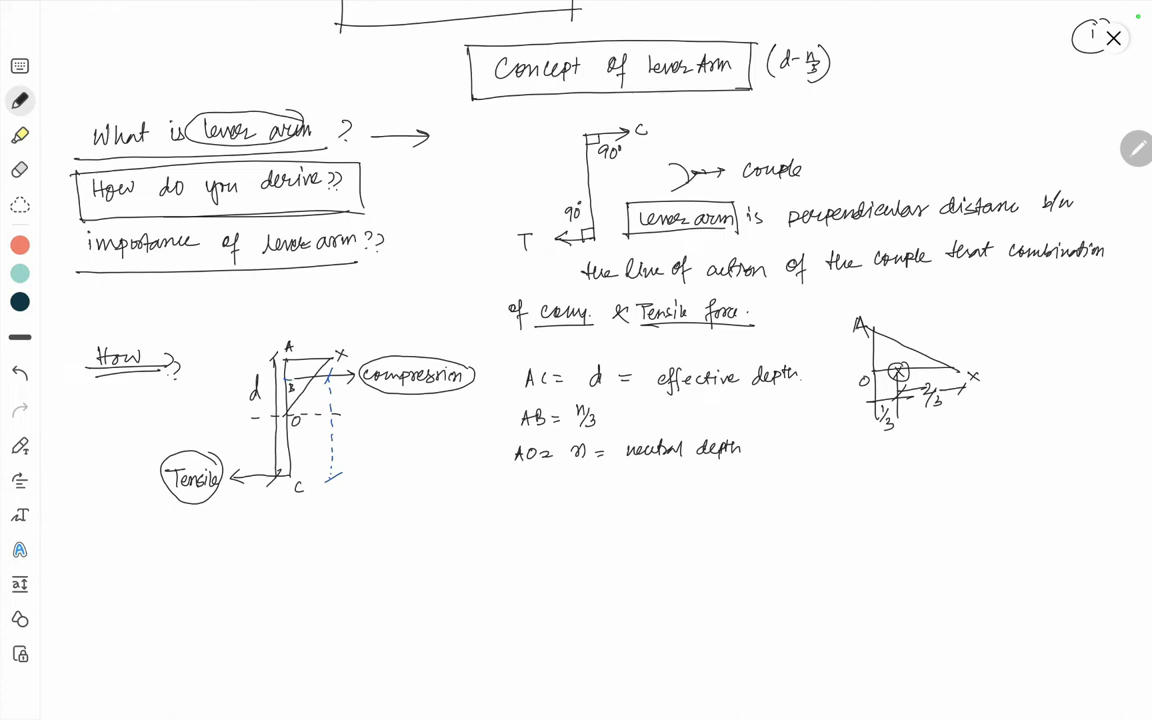 Concept of lever Arm (d-n/3)
What is lever arm ?
C
90°
How do you derive??
couple
90°
T
lever arm is perpendicular distance b/w
importance of lever arm??
the line of action of the couple that combination
of comp. & Tensile force.
How ??
A
X
d
B
compression
O
Tensile
C
AC = d = effective depth.
AB = n/3
AO = n = neutral depth
A
O
X
X
1/3
2/3